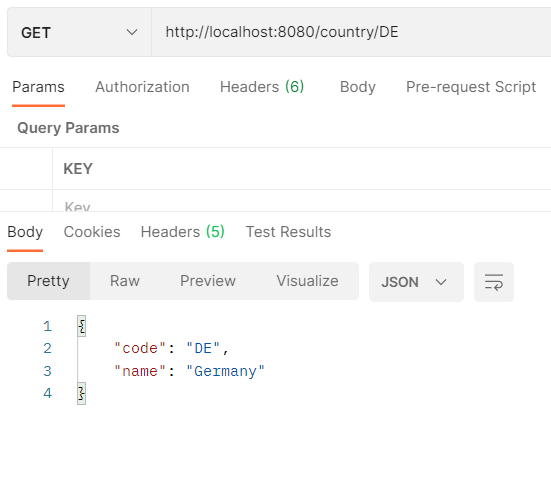 GET http://localhost:8080/country/DE
Params Authorization Headers (6) Body Pre-request Script
Query Params
KEY
Key
Body Cookies Headers (5) Test Results
Pretty Raw Preview Visualize JSON
1 {
2 "code": "DE",
3 "name": "Germany"
4 }